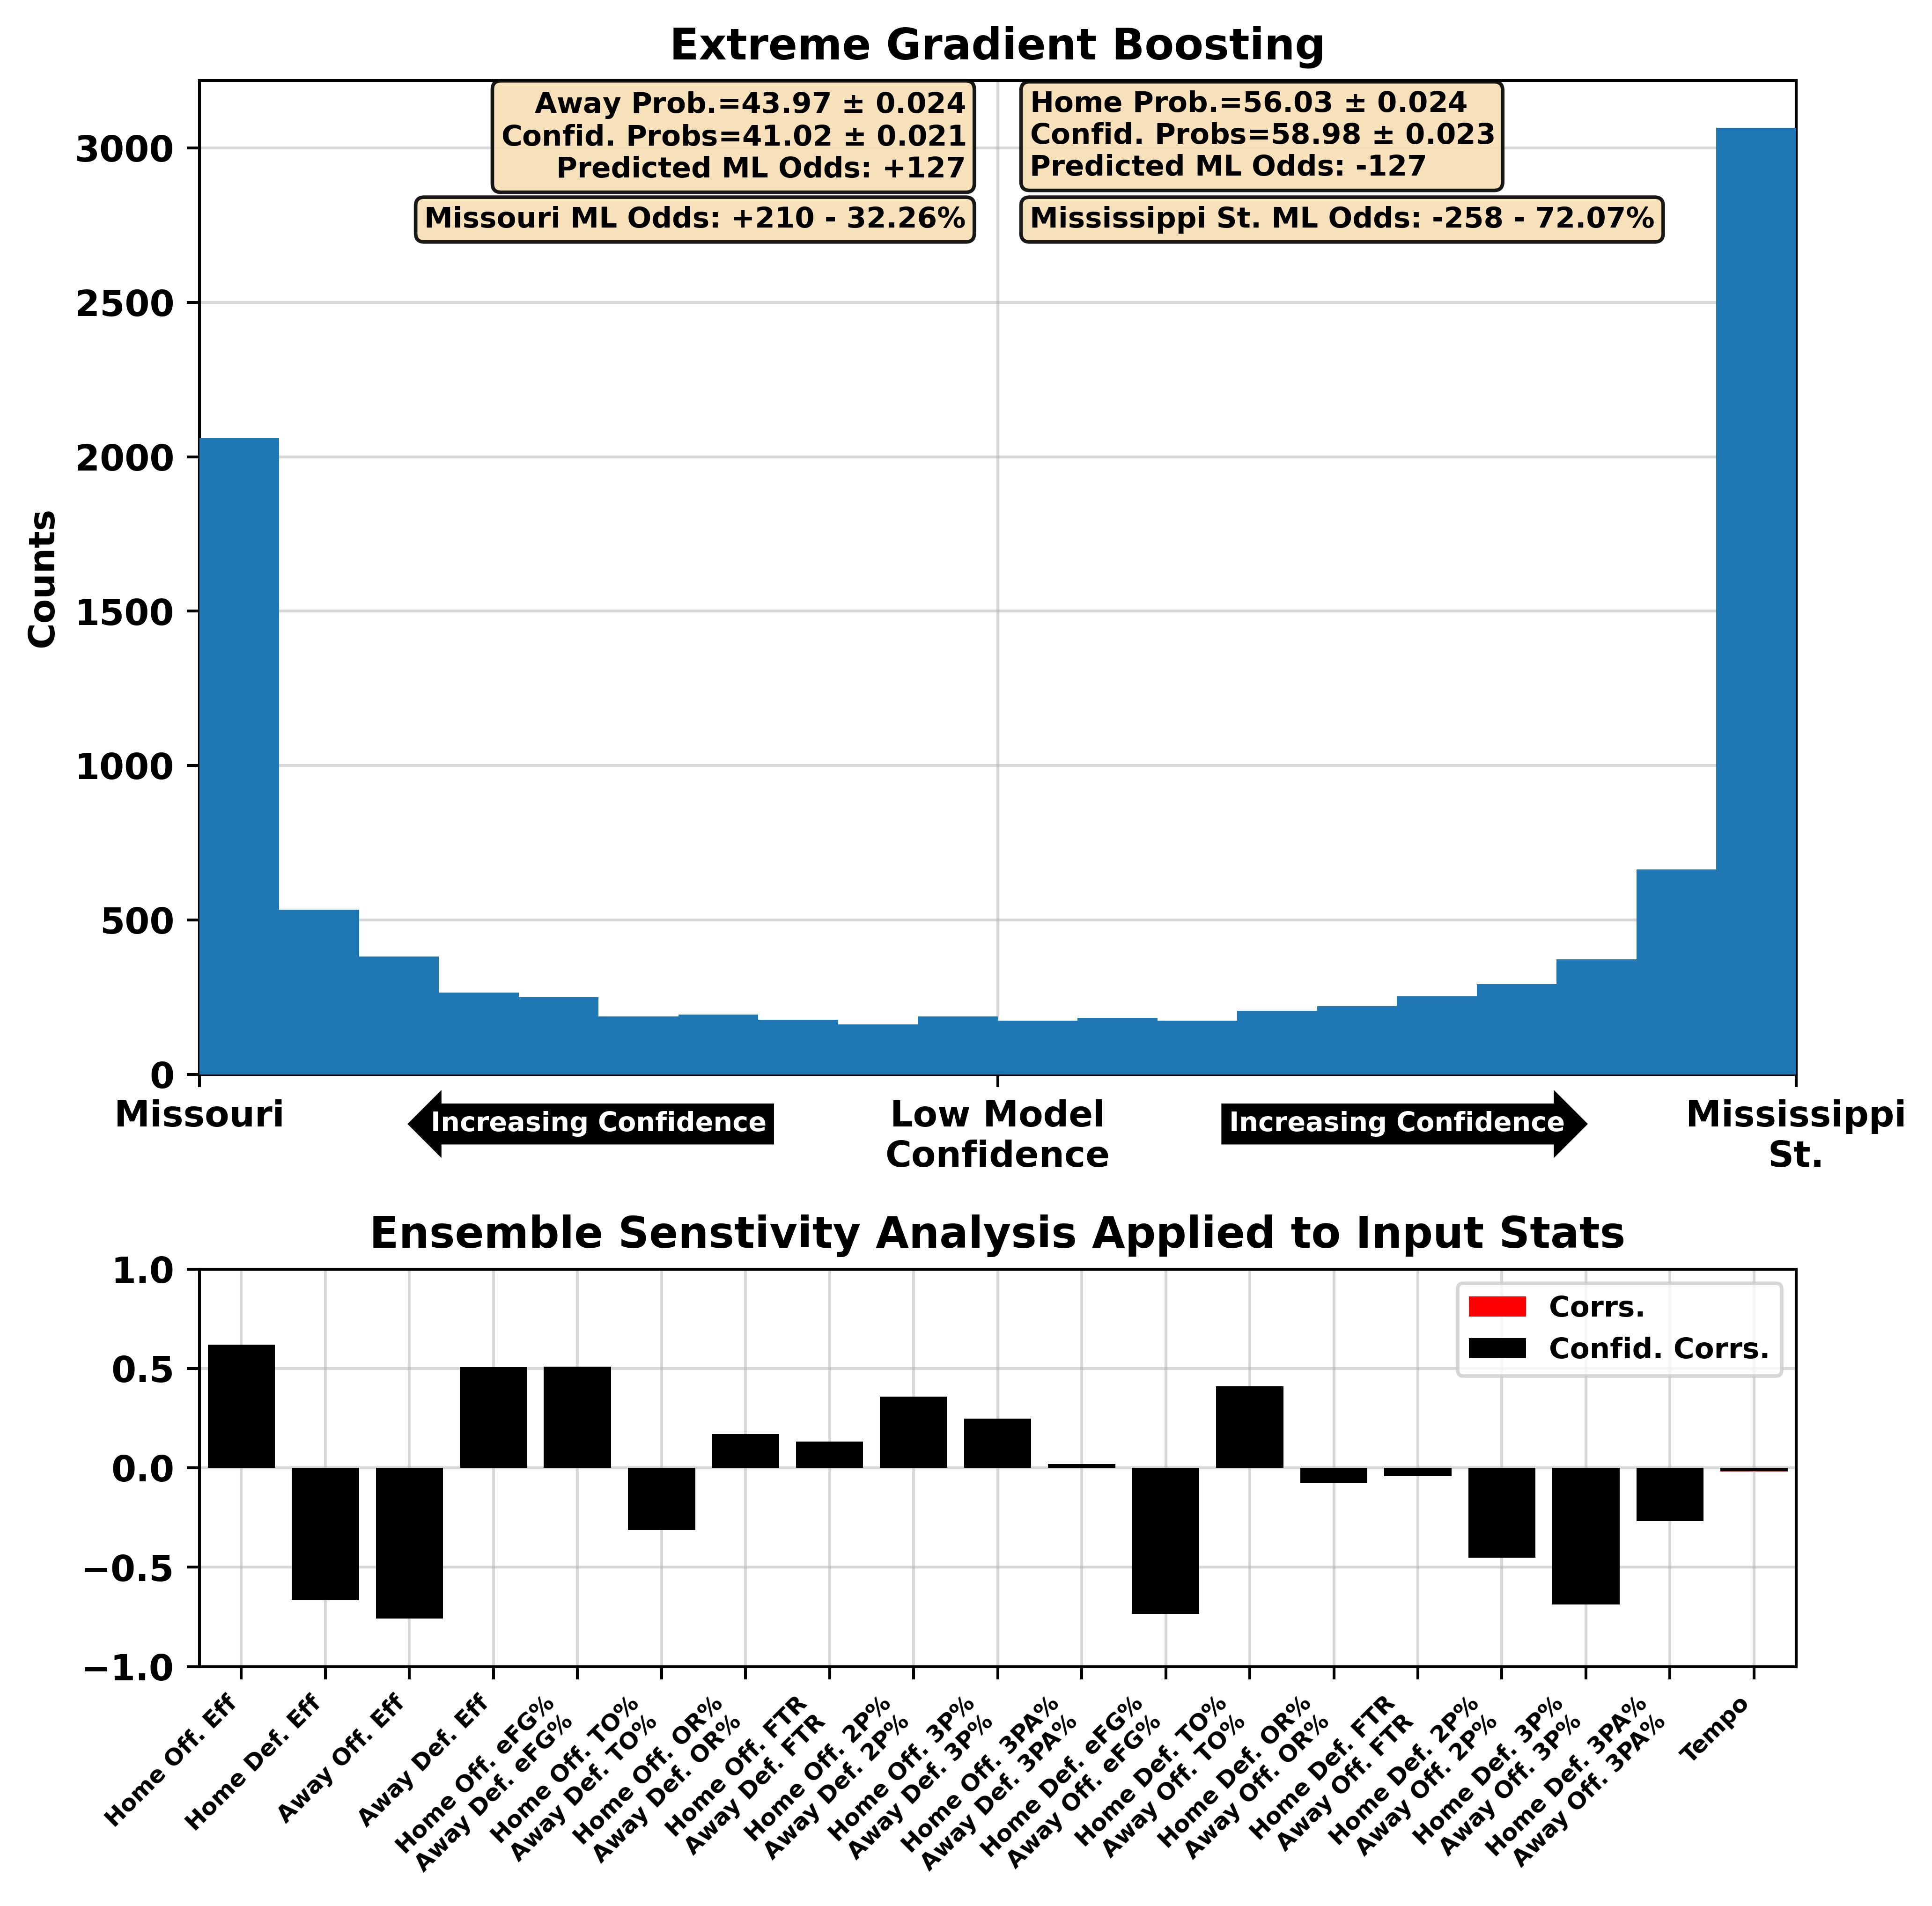 Extreme Gradient Boosting
Away Prob.=43.97 ± 0.024
Confid. Probs=41.02 ± 0.021
Predicted ML Odds: +127
Missouri ML Odds: +210 - 32.26%
Home Prob.=56.03 ± 0.024
Confid. Probs=58.98 ± 0.023
Predicted ML Odds: -127
Mississippi St. ML Odds: -258 - 72.07%
Counts
3000
2500
2000
1500
1000
500
0
Missouri
Increasing Confidence
Low Model
Confidence
Increasing Confidence
Mississippi
St.
Ensemble Senstivity Analysis Applied to Input Stats
1.0
0.5
0.0
−0.5
−1.0
Corrs.
Confid. Corrs.
Home Off. Eff
Home Def. Eff
Away Off. Eff
Away Def. Eff
Home Off. eFG%
Away Def. eFG%
Home Off. TO%
Away Def. TO%
Home Off. OR%
Away Def. OR%
Home Off. FTR
Away Def. FTR
Home Off. 2P%
Away Def. 2P%
Home Off. 3P%
Away Def. 3P%
Home Off. 3PA%
Away Def. 3PA%
Home Def. eFG%
Away Off. eFG%
Home Def. TO%
Away Off. TO%
Home Def. OR%
Away Off. OR%
Home Def. FTR
Away Off. FTR
Home Def. 2P%
Away Off. 2P%
Home Def. 3P%
Away Off. 3P%
Home Def. 3PA%
Away Off. 3PA%
Tempo